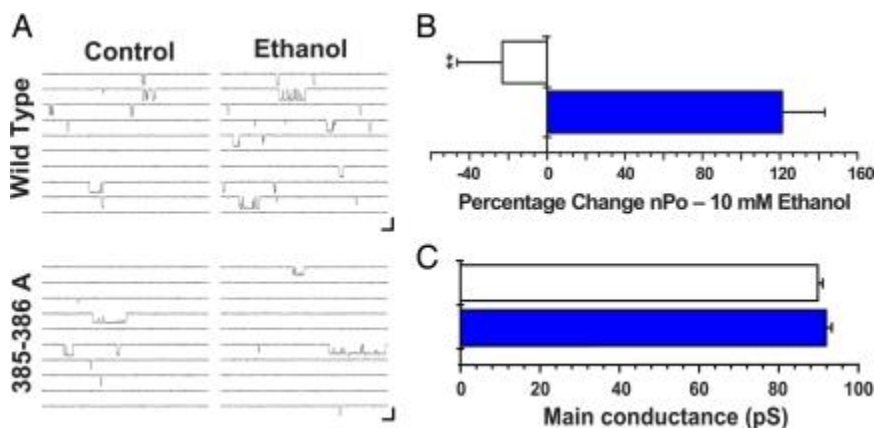 A
Control
Ethanol
Wild Type
385-386 A
B
**
-40
0
40
80
120
160
Percentage Change nPo – 10 mM Ethanol
C
0
20
40
60
80
100
Main conductance (pS)